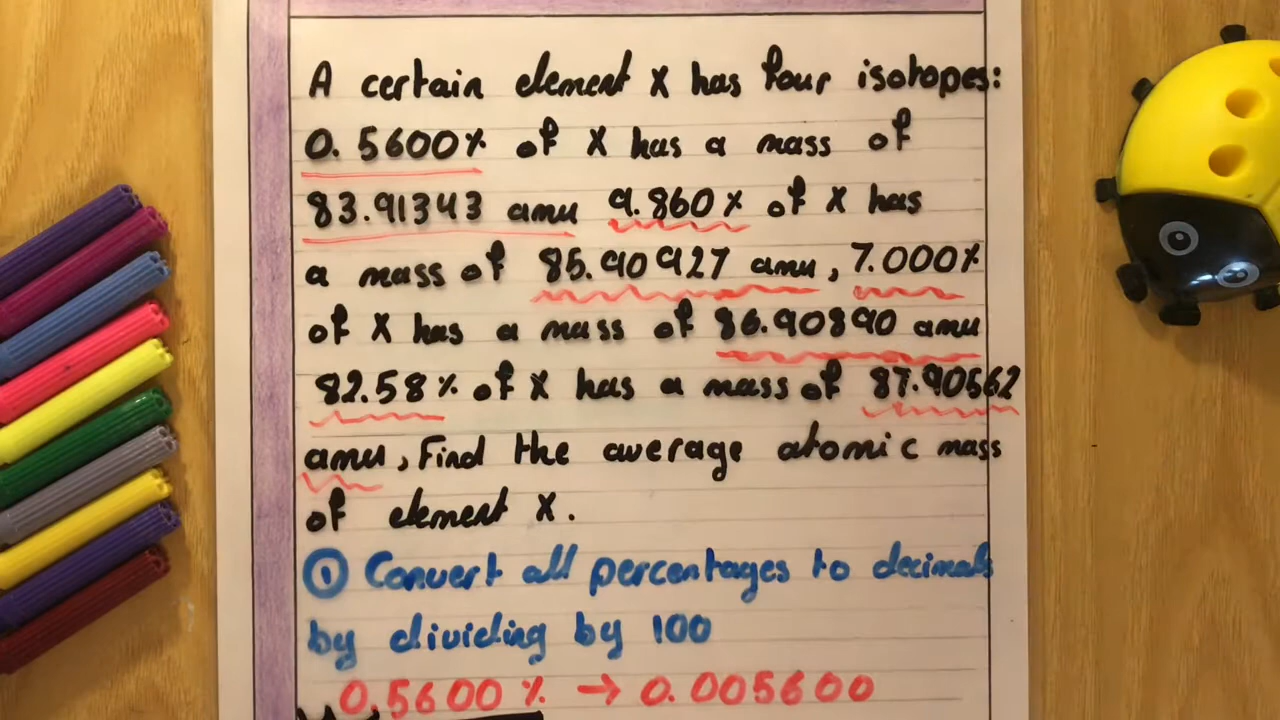 A certain element X has four isotopes:
0.5600% of X has a mass of
83.91343 amu 9.860% of X has
a mass of 85.90927 amu, 7.000%
of X has a mass of 86.90890 amu
82.58% of X has a mass of 87.90562
amu, Find the average atomic mass
of element X.
① Convert all percentages to decimals
by dividing by 100
0.5600% → 0.005600